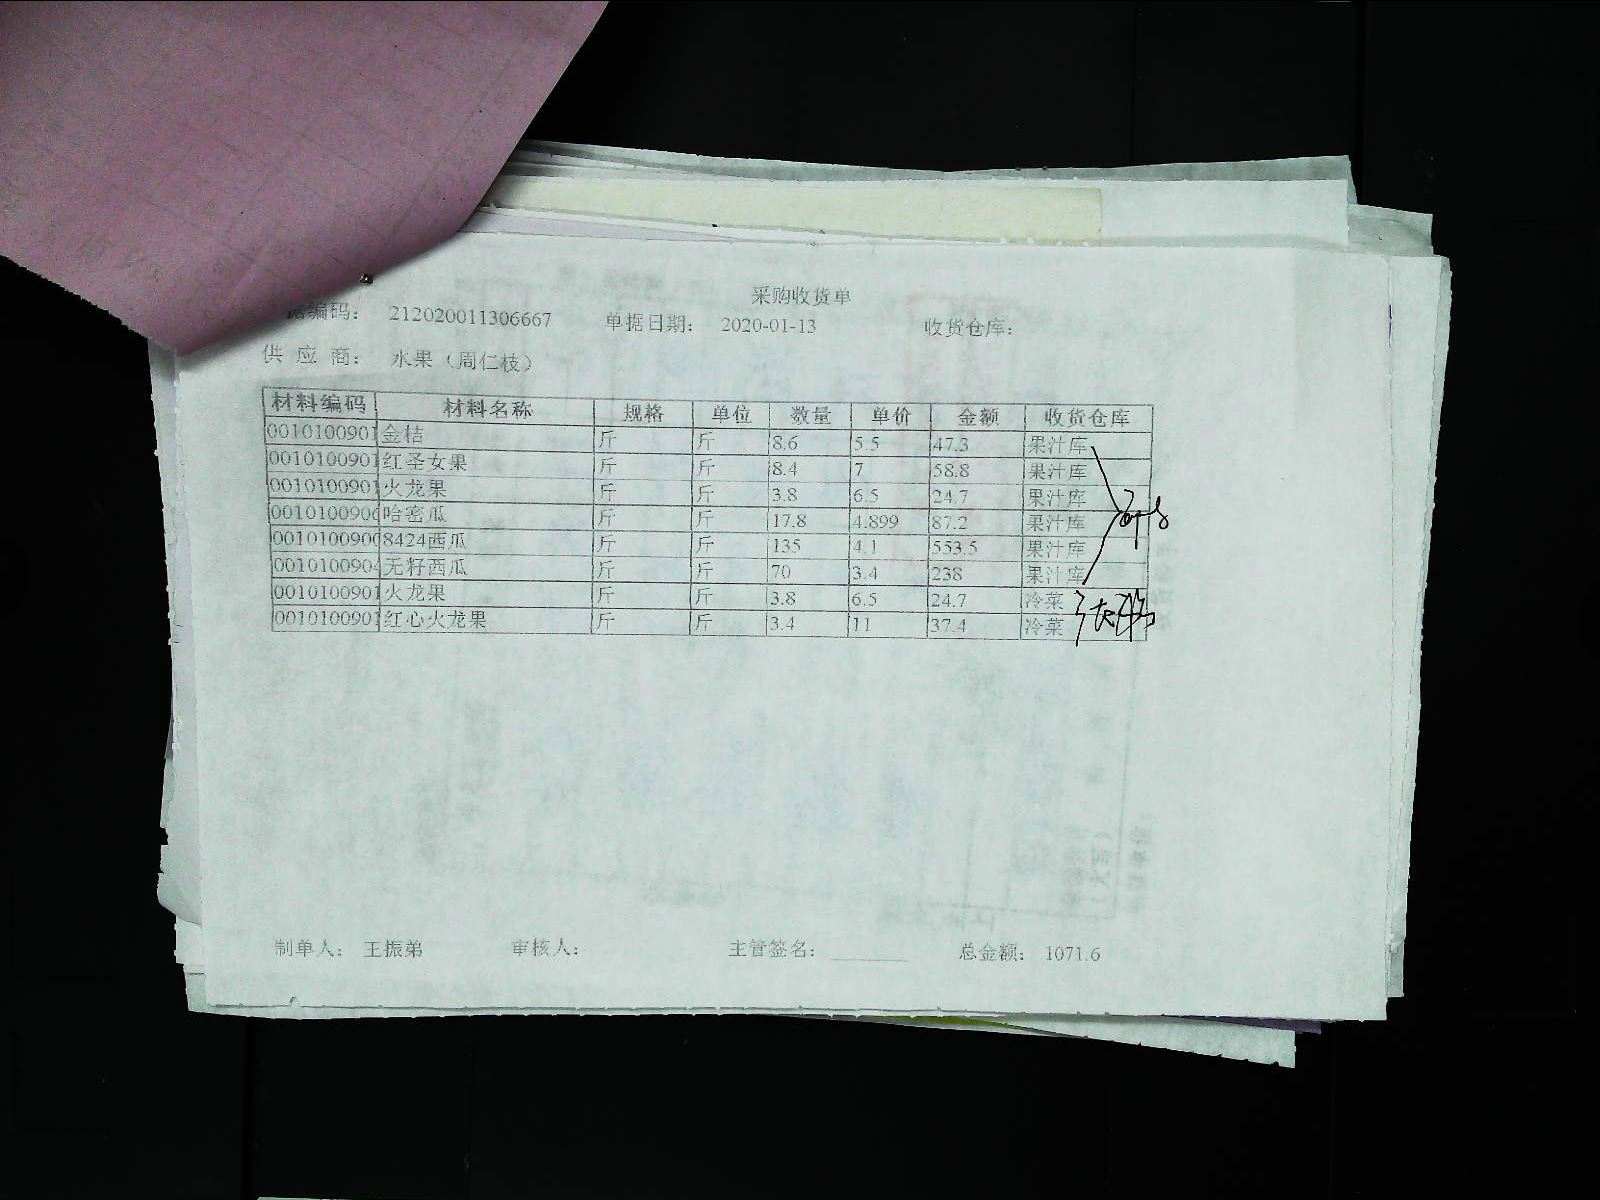 采购收货单
据编码： 212020011306667 单据日期： 2020-01-13 收货仓库：
供 应 商： 水果（周仁枝）
材料编码 材料名称 规格 单位 数量 单价 金额 收货仓库
0010100901 金桔 斤 斤 8.6 5.5 47.3 果汁库
0010100901 红圣女果 斤 斤 8.4 7 58.8 果汁库
0010100901 火龙果 斤 斤 3.8 6.5 24.7 果汁库
001010090 哈密瓜 斤 斤 17.8 4.899 87.2 果汁库
001010090 8424西瓜 斤 斤 135 4.1 553.5 果汁库
001010090 无籽西瓜 斤 斤 70 3.4 238 果汁库
0010100901 火龙果 斤 斤 3.8 6.5 24.7 冷菜
0010100901 红心火龙果 斤 斤 3.4 11 37.4 冷菜
制单人： 王振弟 审核人： 主管签名： 总金额： 1071.6